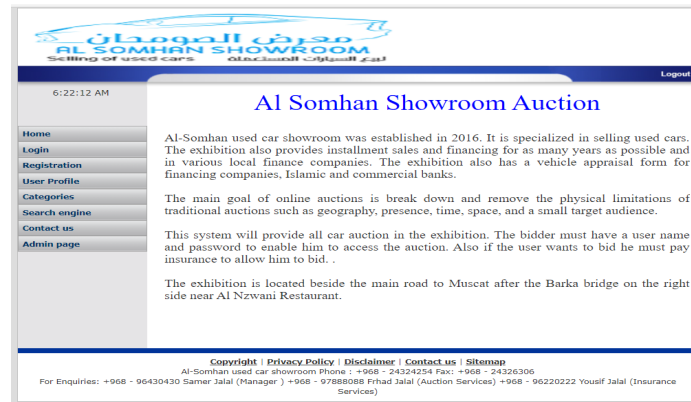 معرض الصومحان
AL SOMHAN SHOWROOM
Selling of used cars لبيع السيارات المستعملة
Logout
6:22:12 AM
Al Somhan Showroom Auction
Home
Login
Registration
User Profile
Categories
Search engine
Contact us
Admin page
Al-Somhan used car showroom was established in 2016. It is specialized in selling used cars.
The exhibition also provides installment sales and financing for as many years as possible and
in various local finance companies. The exhibition also has a vehicle appraisal form for
financing companies, Islamic and commercial banks.
The main goal of online auctions is break down and remove the physical limitations of
traditional auctions such as geography, presence, time, space, and a small target audience.
This system will provide all car auction in the exhibition. The bidder must have a user name
and password to enable him to access the auction. Also if the user wants to bid he must pay
insurance to allow him to bid. .
The exhibition is located beside the main road to Muscat after the Barka bridge on the right
side near Al Nzwani Restaurant.
Copyright | Privacy Policy | Disclaimer | Contact us | Sitemap
Al-Somhan used car showroom Phone : +968 - 24324254 Fax: +968 - 24326306
For Enquiries: +968 - 96430430 Samer Jalal (Manager ) +968 - 97888088 Frhad Jalal (Auction Services) +968 - 96220222 Yousif Jalal (Insurance
Services)